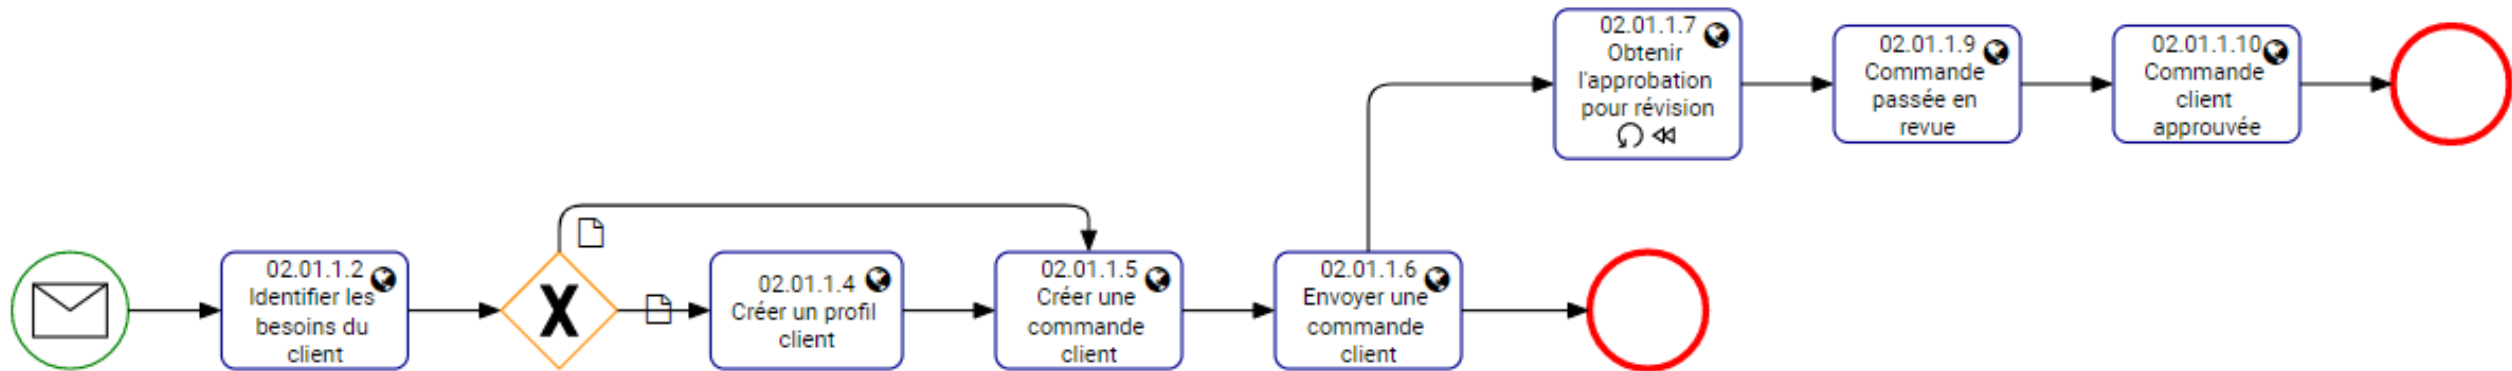 02.01.1.7
Obtenir
l'approbation
pour révision
02.01.1.9
Commande
passée en
revue
02.01.1.10
Commande
client
approuvée
02.01.1.2
Identifier les
besoins du
client
X
02.01.1.4
Créer un profil
client
02.01.1.5
Créer une
commande
client
02.01.1.6
Envoyer une
commande
client